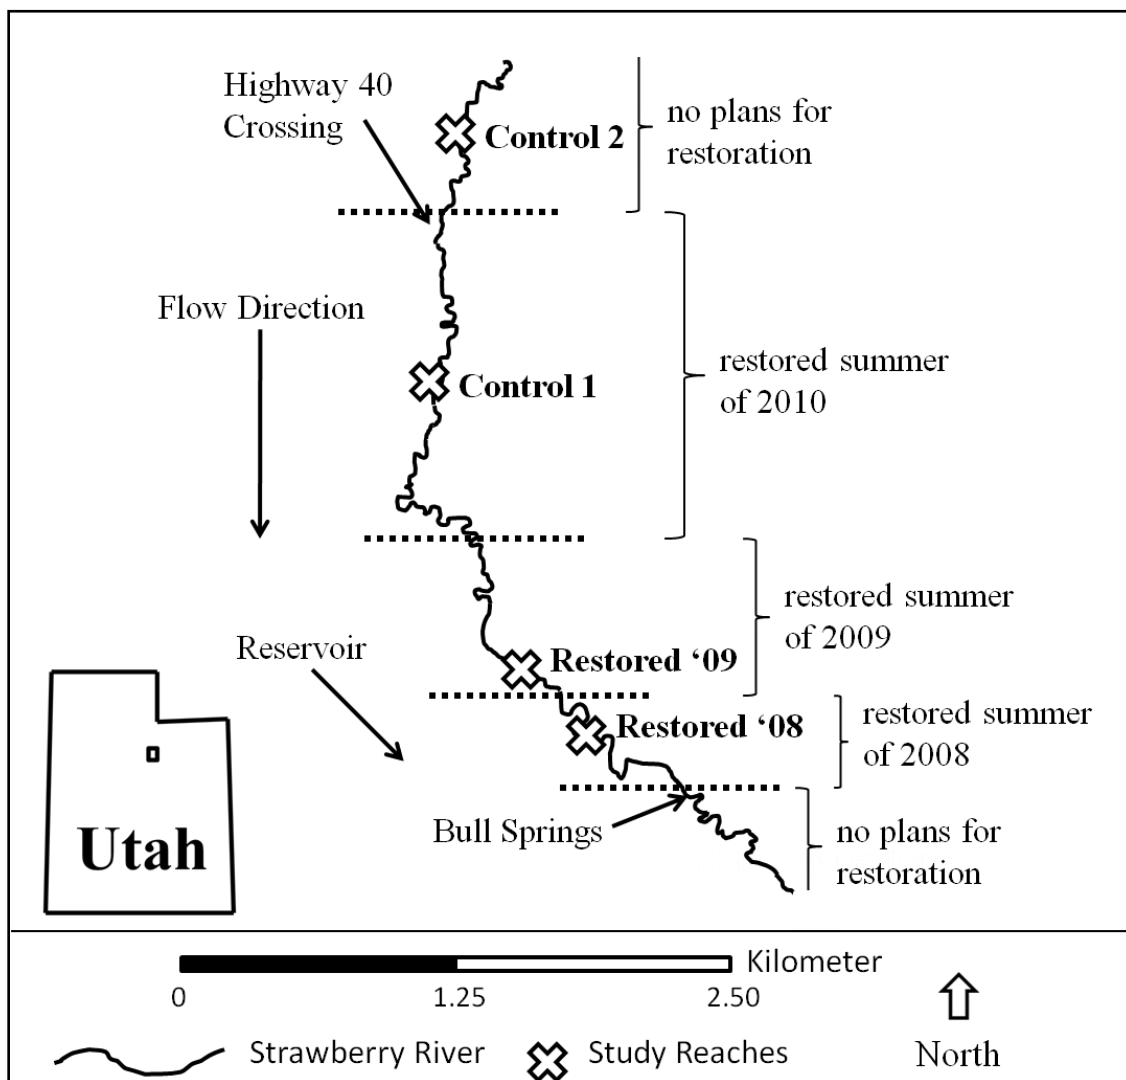 Highway 40
Crossing
Control 2
no plans for
restoration
Flow Direction
Control 1
restored summer
of 2010
Reservoir
Restored ‘09
restored summer
of 2009
Restored ‘08
restored summer
of 2008
Utah
Bull Springs
no plans for
restoration
Kilometer
0 1.25 2.50
Strawberry River
Study Reaches
North